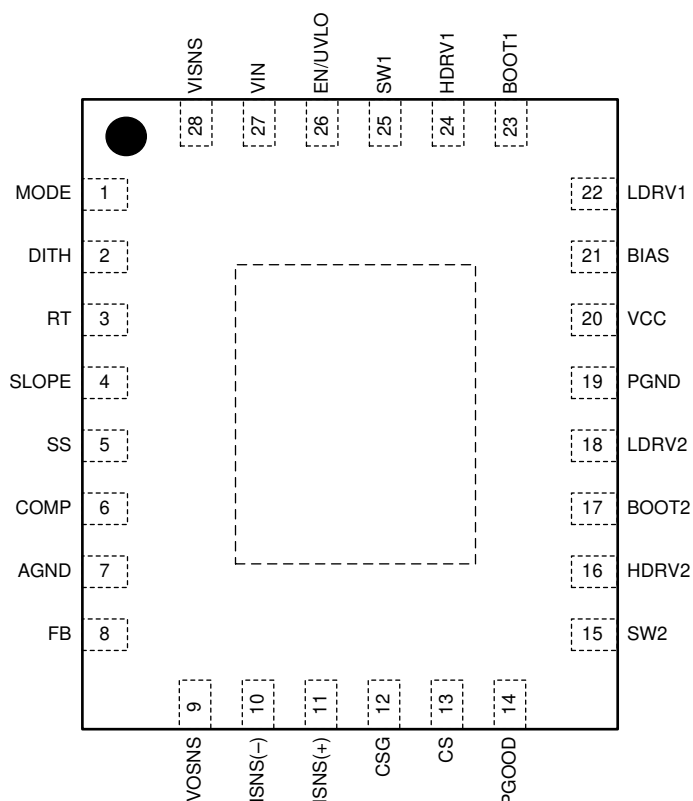 VISNS
VIN
EN/UVLO
SW1
HDRV1
BOOT1
28
27
26
25
24
23
MODE 1
22 LDRV1
DITH 2
21 BIAS
RT 3
20 VCC
SLOPE 4
19 PGND
SS 5
18 LDRV2
COMP 6
17 BOOT2
AGND 7
16 HDRV2
FB 8
15 SW2
9
10
11
12
13
14
VOSNS
ISNS(–)
ISNS(+)
CSG
CS
PGOOD